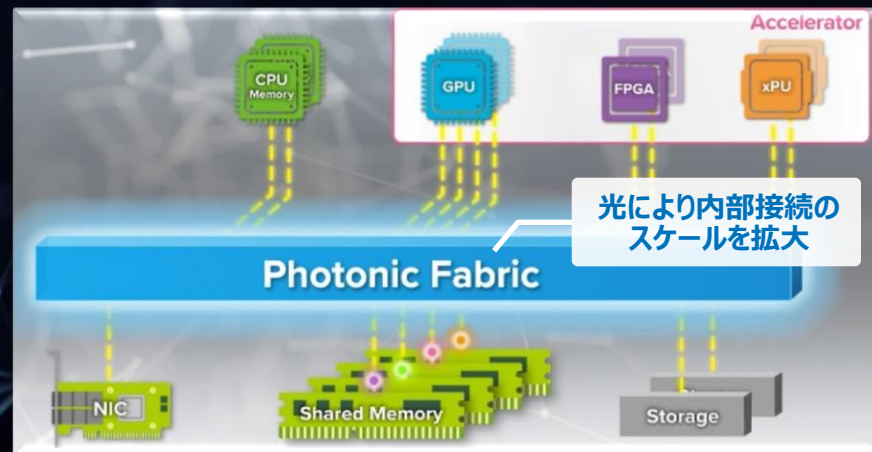 Accelerator
CPU
Memory
GPU
FPGA
xPU
光により内部接続の
スケールを拡大
Photonic Fabric
NIC
Shared Memory
Storage